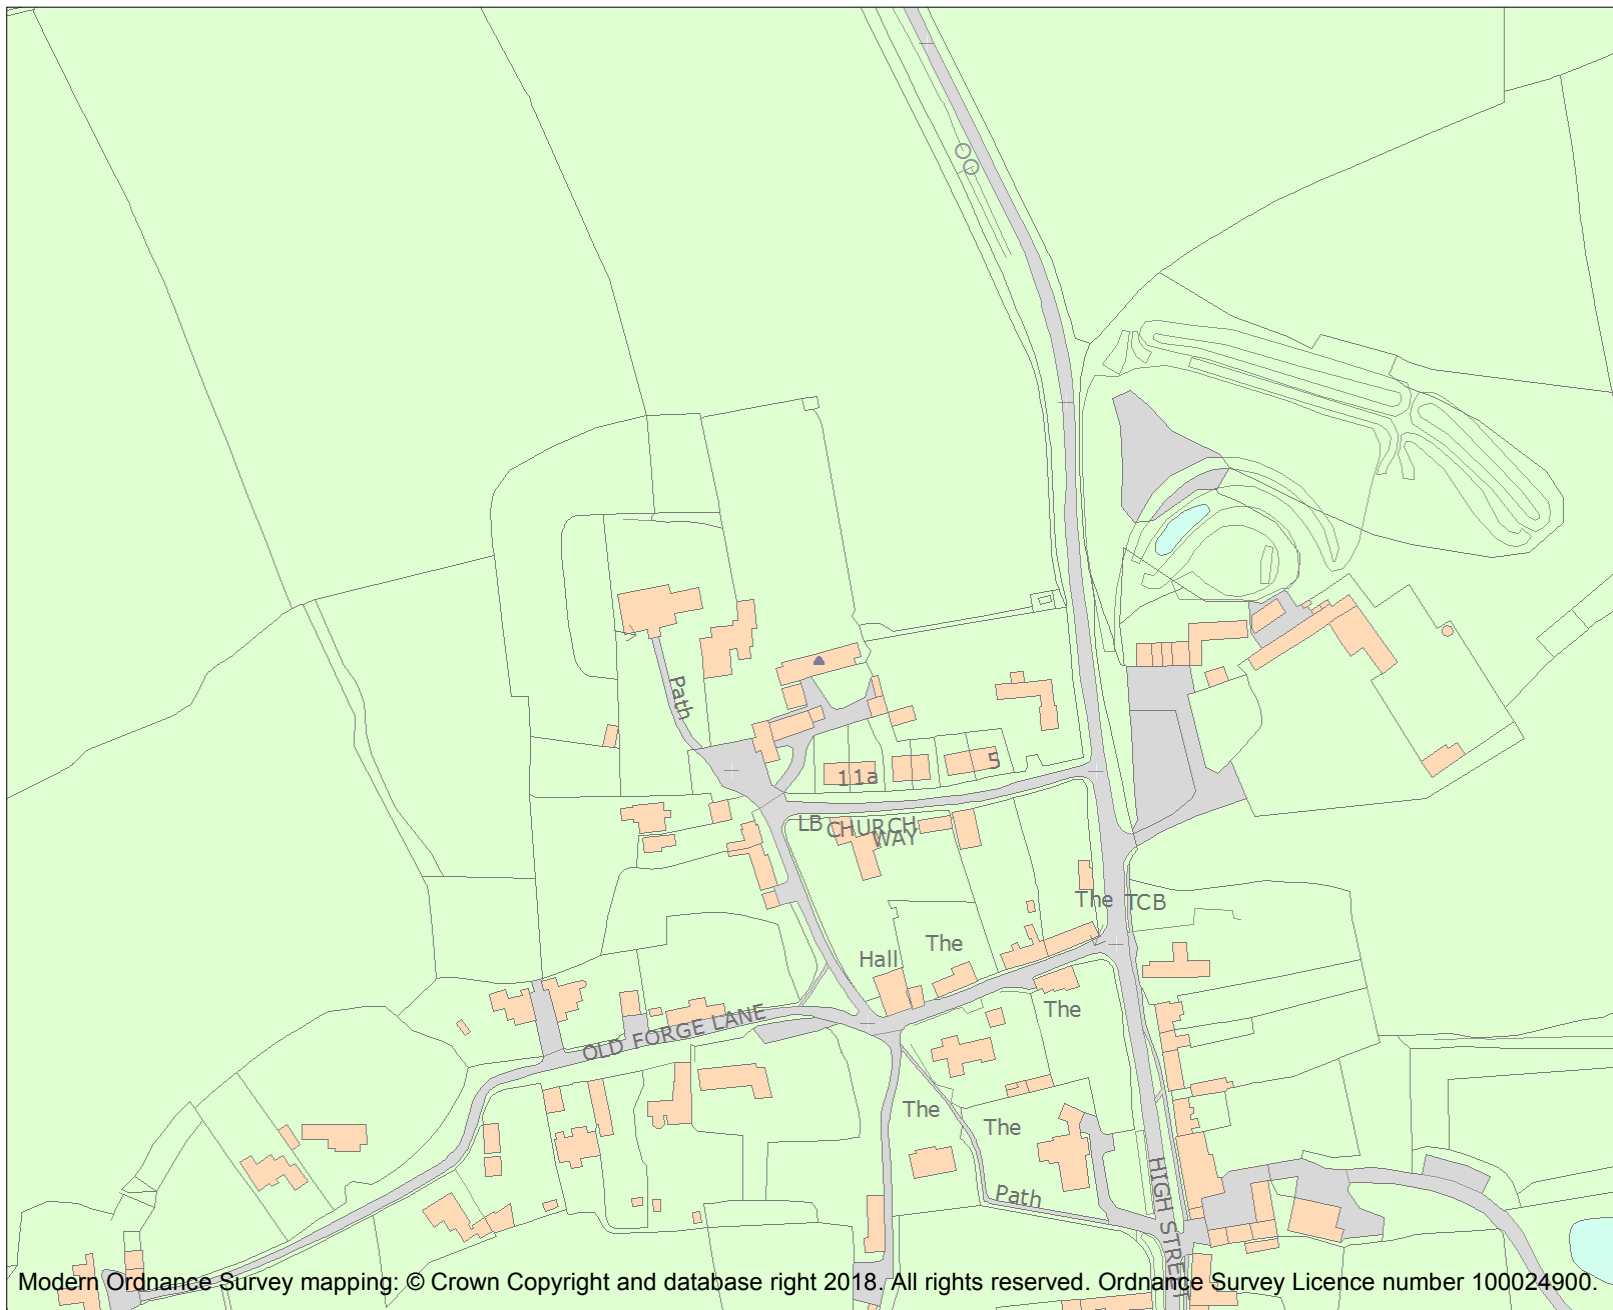 Path
5
11a
LB
CHURCH
WAY
The
TCB
The
Hall
The
OLD FORGE LANE
The
The
Path
HIGH STREET
Modern Ordnance Survey mapping: © Crown Copyright and database right 2018. All rights reserved. Ordnance Survey Licence number 100024900.